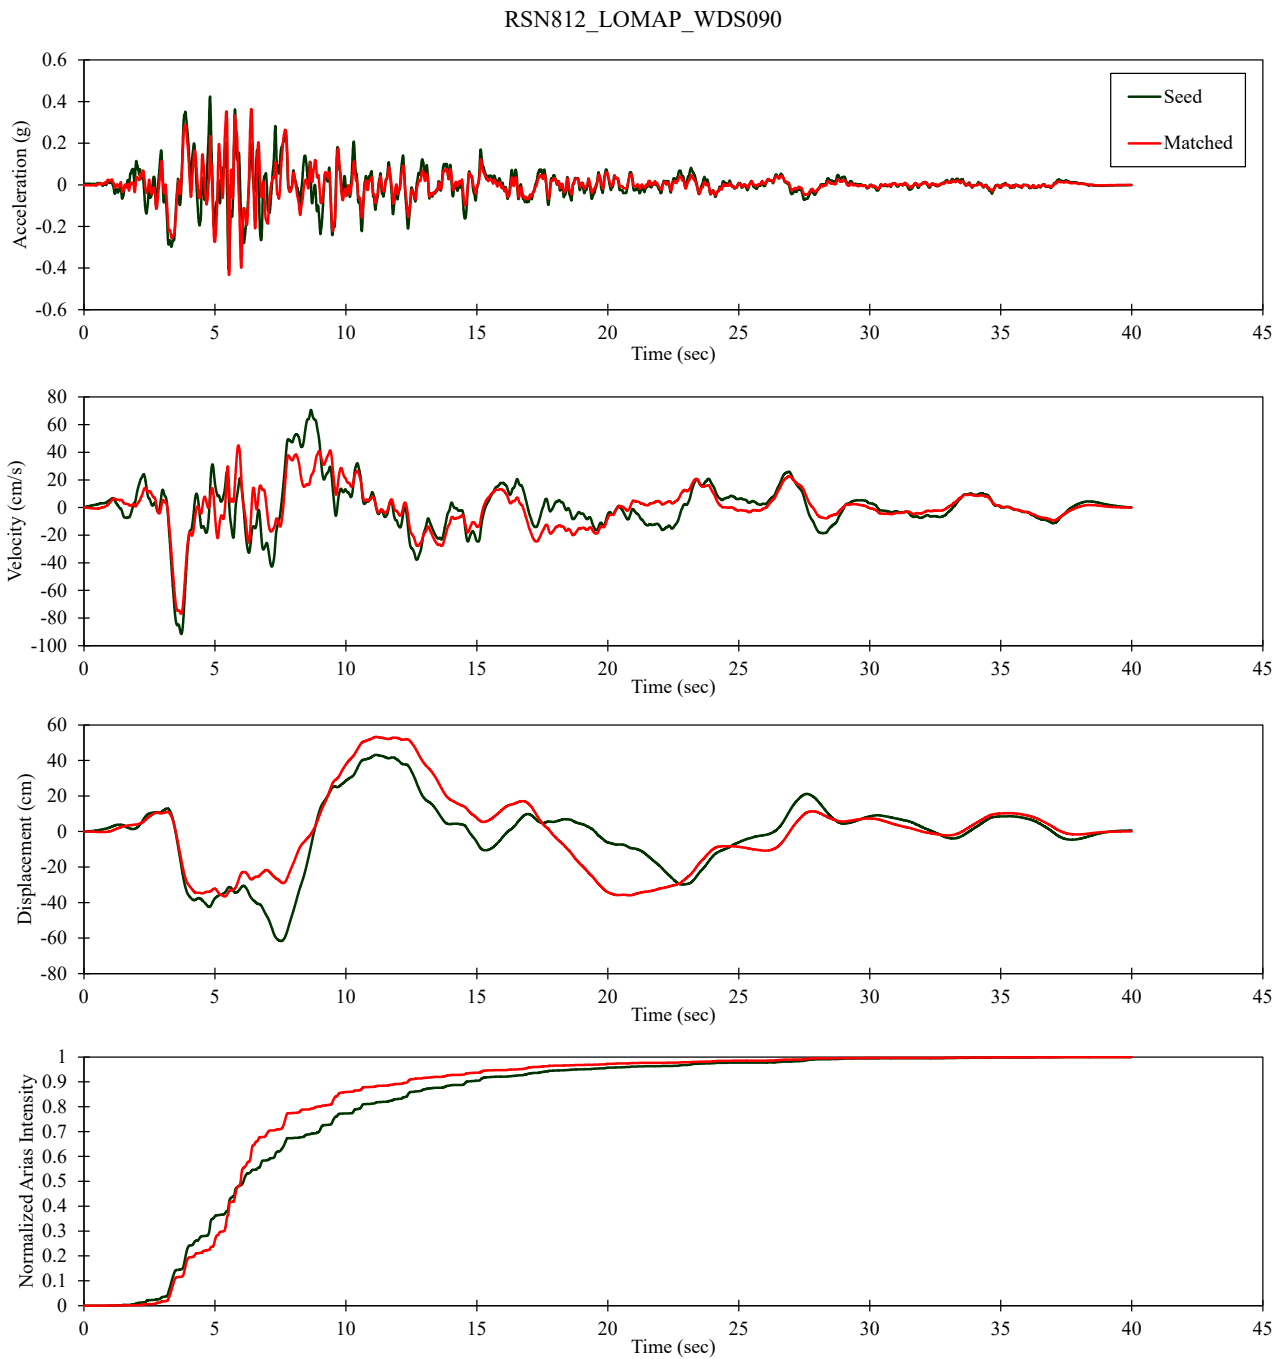 RSN812_LOMAP_WDS090
0.6
0.4
0.2
0
-0.2
-0.4
-0.6
Acceleration (g)
Seed
Matched
0 5 10 15 20 25 30 35 40 45
Time (sec)
80
60
40
20
0
-20
-40
-60
-80
-100
Velocity (cm/s)
0 5 10 15 20 25 30 35 40 45
Time (sec)
60
40
20
0
-20
-40
-60
-80
Displacement (cm)
0 5 10 15 20 25 30 35 40 45
Time (sec)
1
0.9
0.8
0.7
0.6
0.5
0.4
0.3
0.2
0.1
0
Normalized Arias Intensity
0 5 10 15 20 25 30 35 40 45
Time (sec)